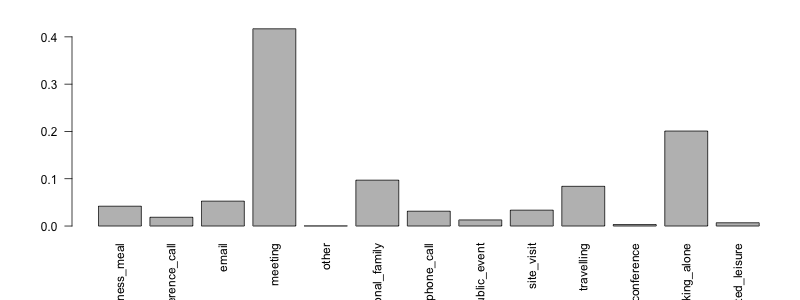 0.4
0.3
0.2
0.1
0.0
ness_meal
erence_call
email
meeting
other
onal_family
phone_call
ublic_event
site_visit
travelling
conference
king_alone
ed_leisure